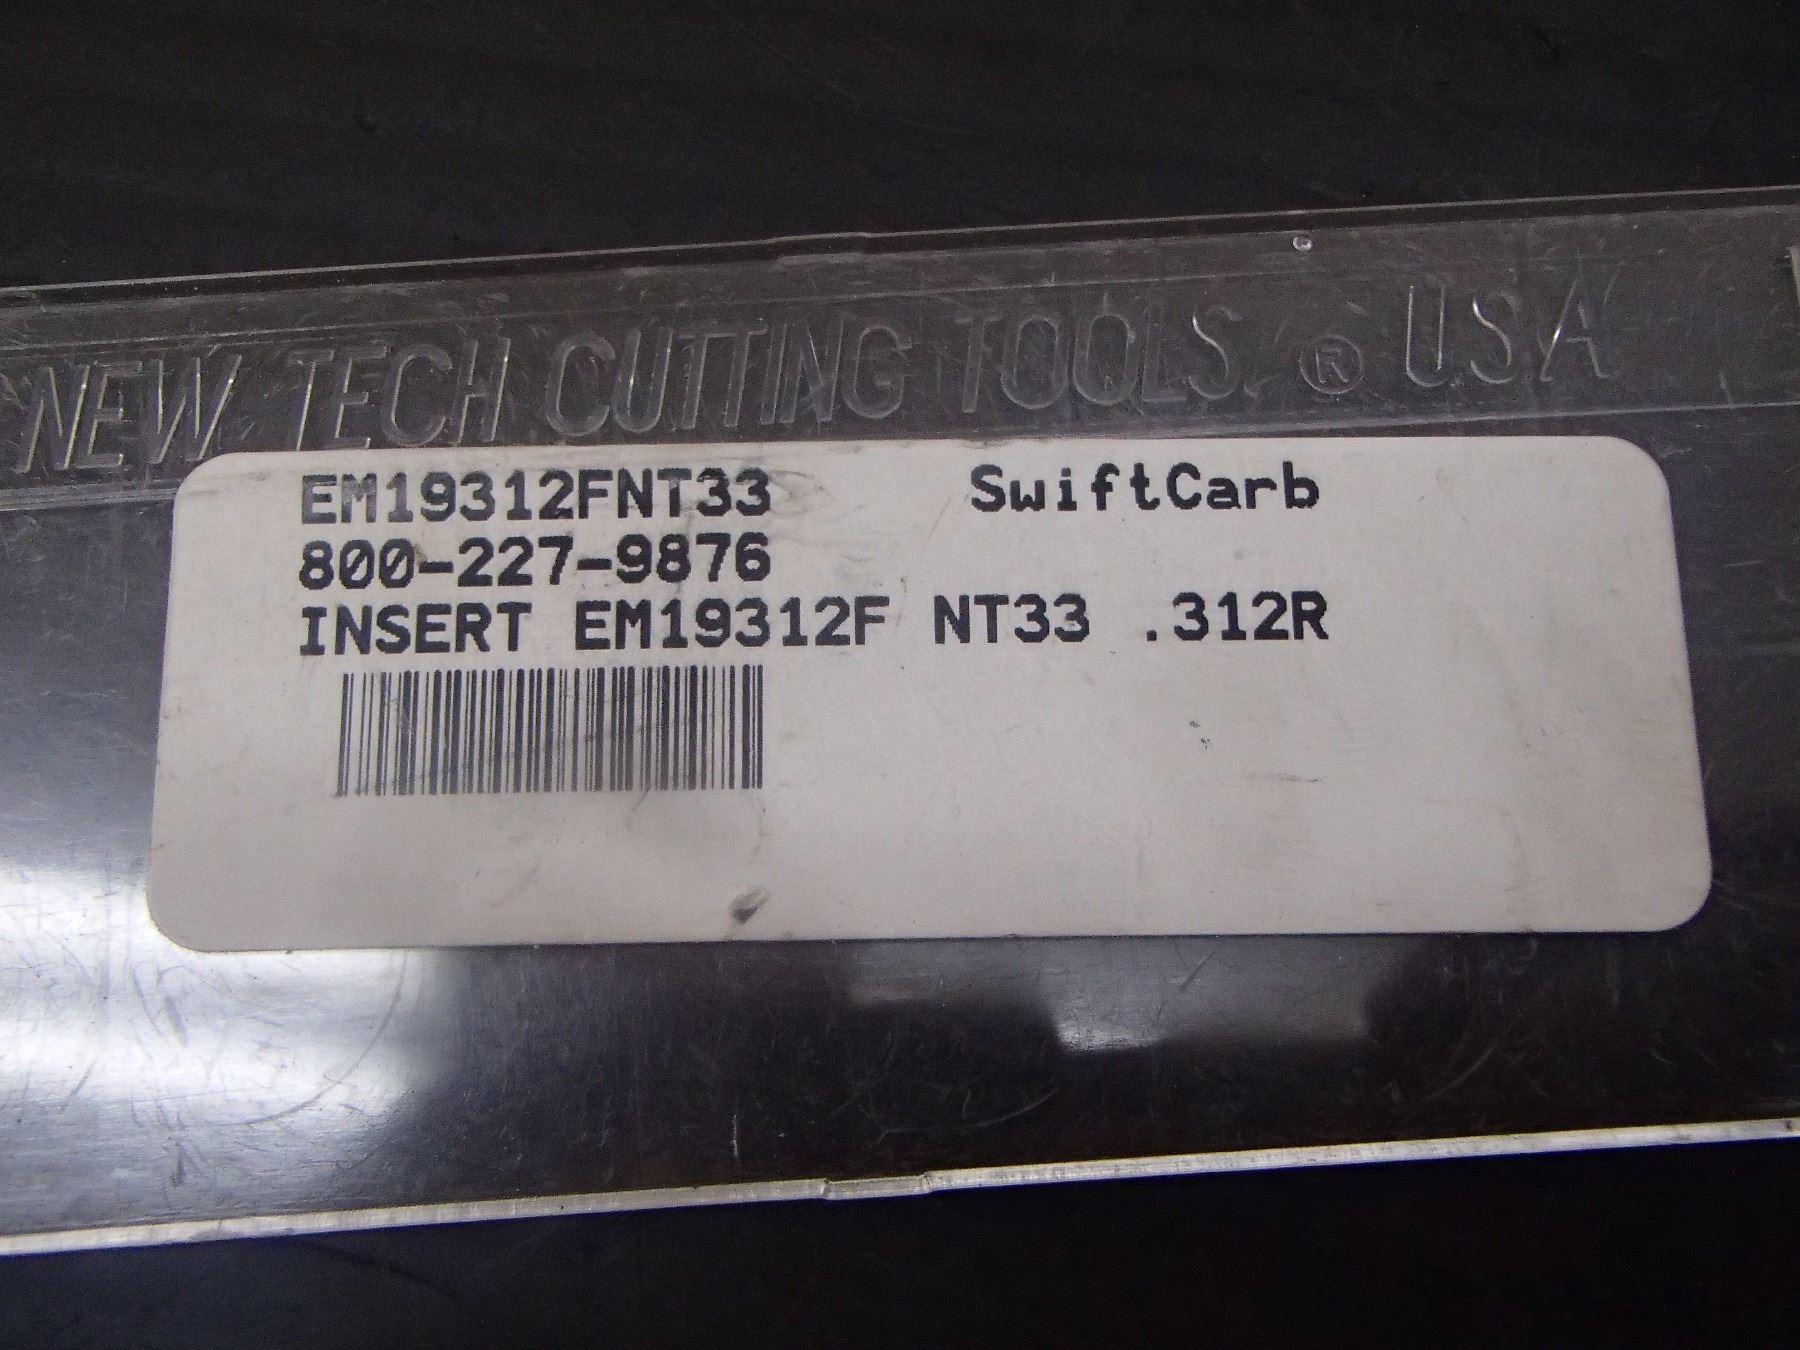 NEW TECH CUTTING TOOLS ® USA
EM19312FNT33 SwiftCarb
800-227-9876
INSERT EM19312F NT33 .312R